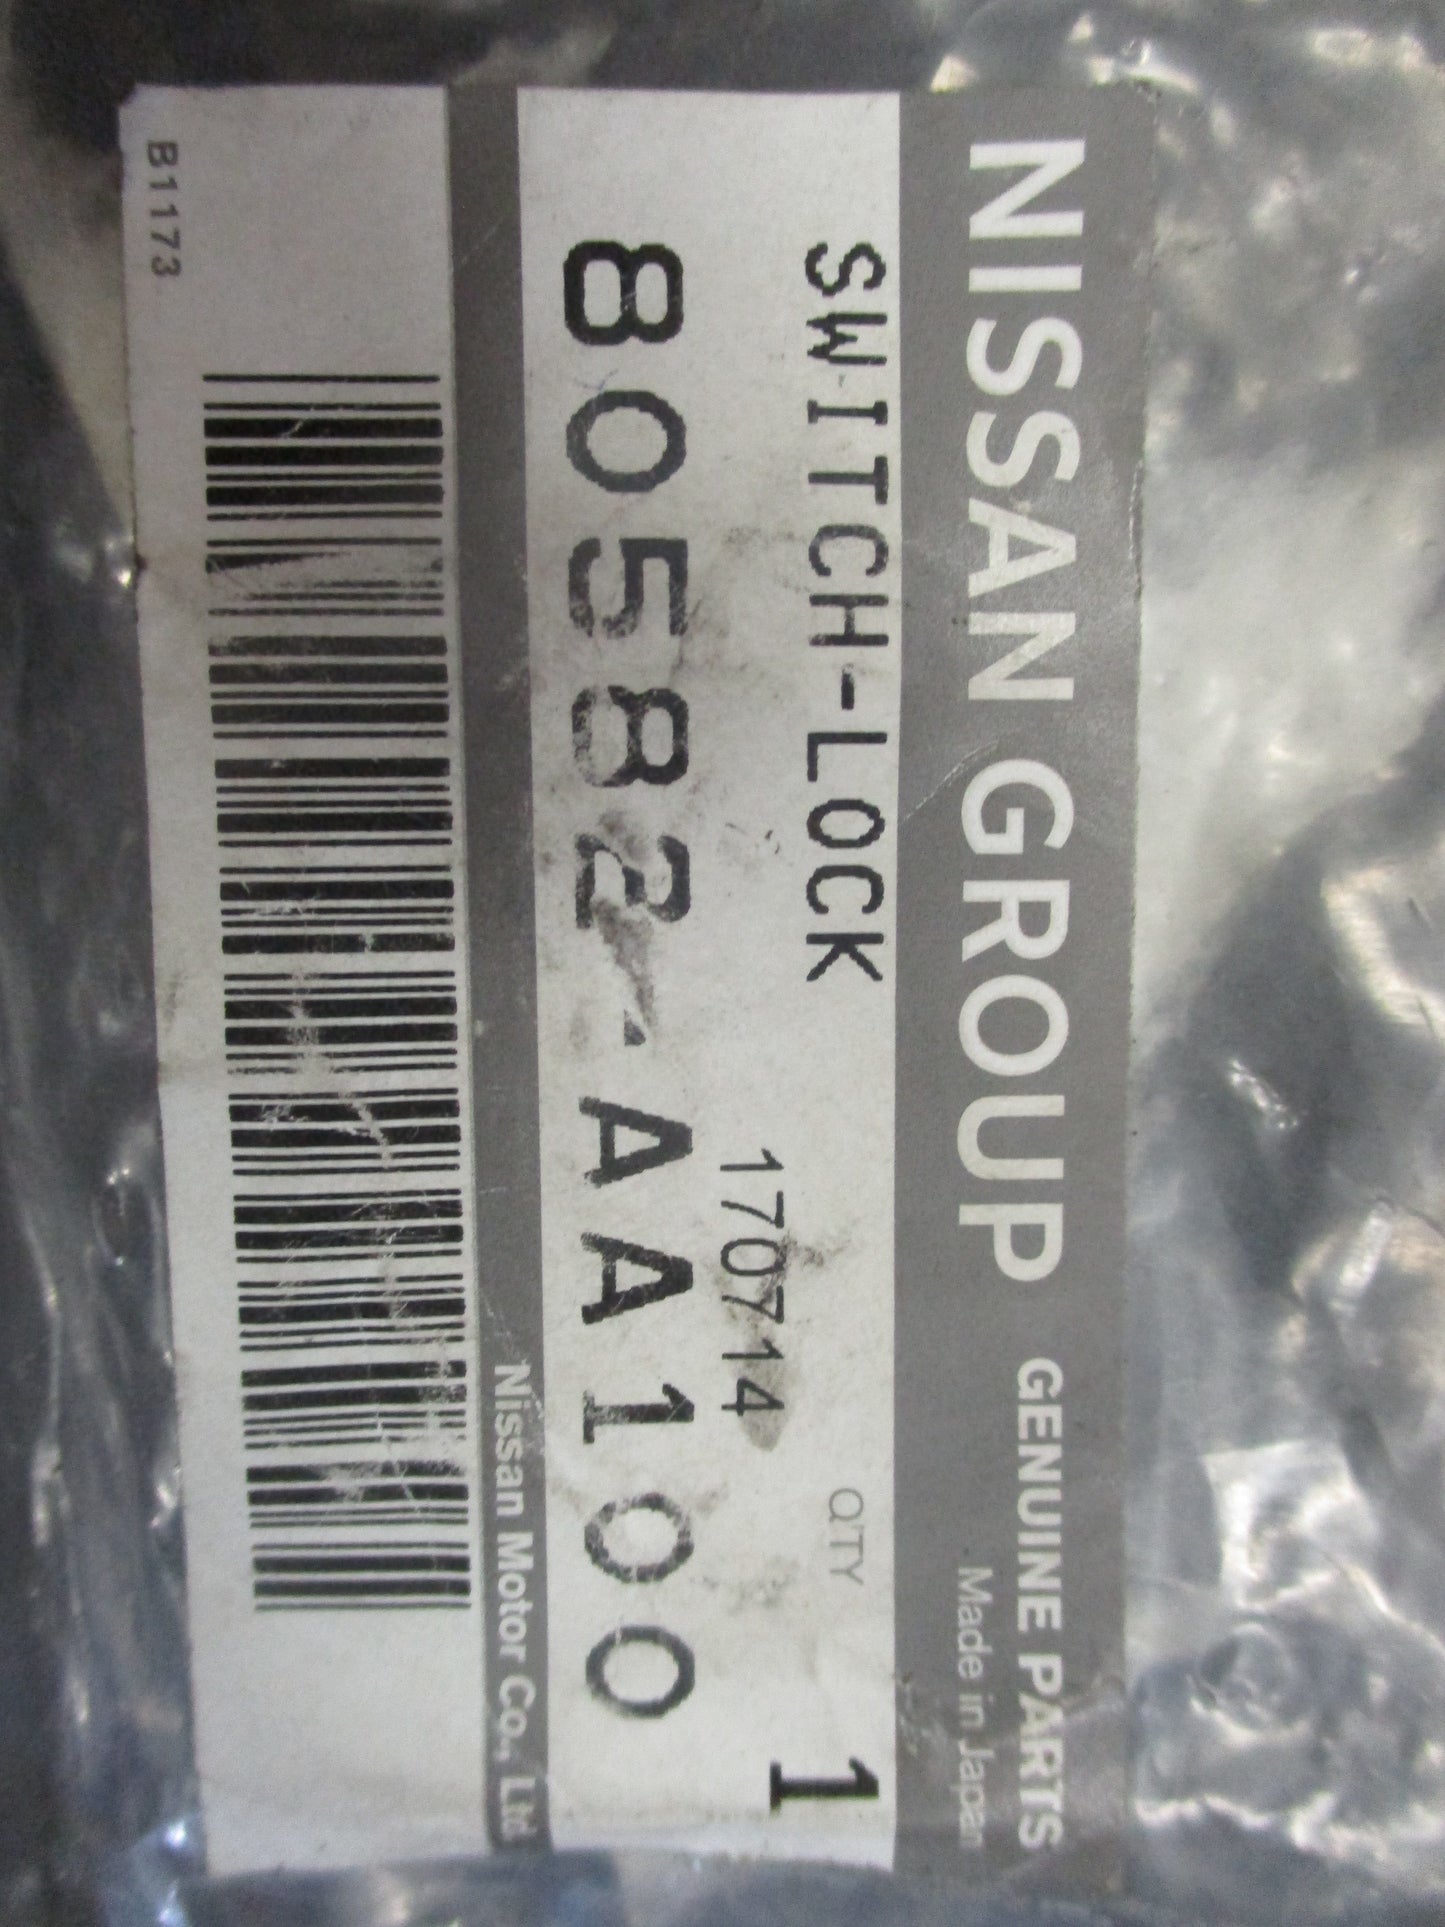 NISSAN GROUP GENUINE PARTS
Made in Japan
SWITCH-LOCK
QTY 1
170714
80582-AA100
Nissan Motor Co., Ltd.
B1173